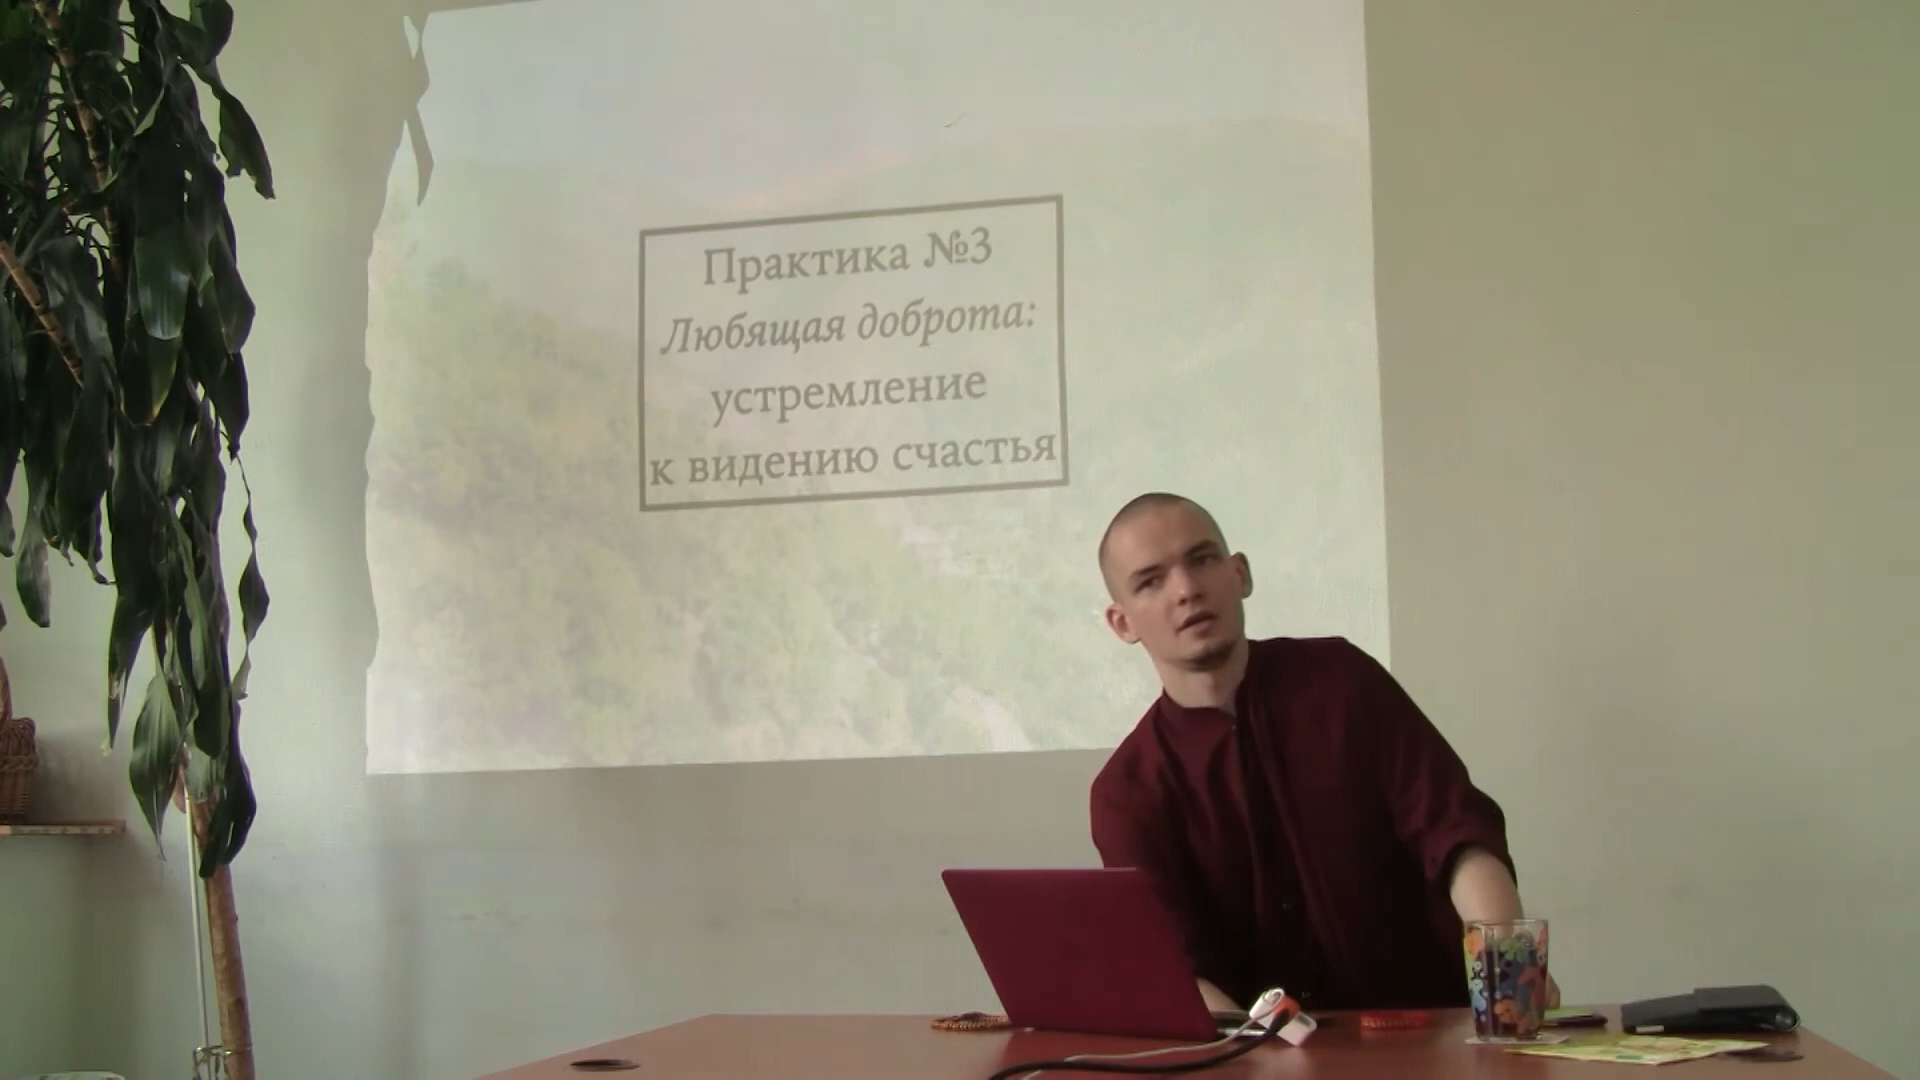 Практика №3
Любящая доброта:
устремление
к видению счастья